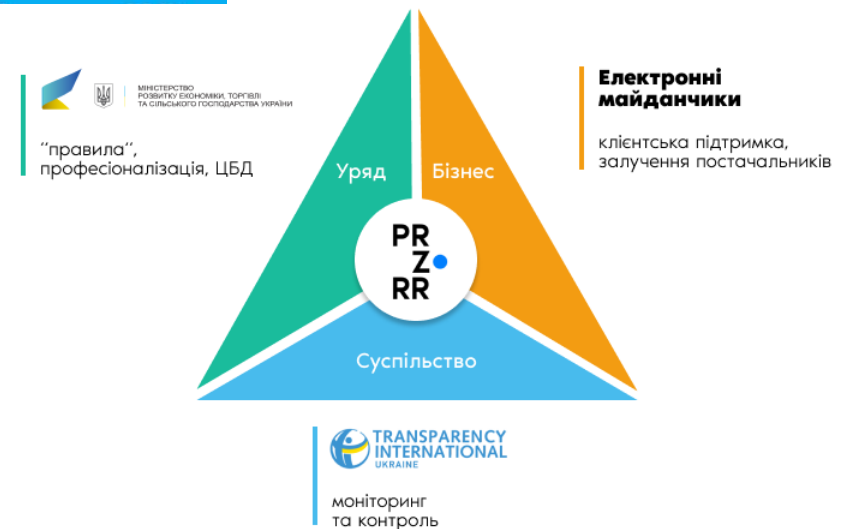 МІНІСТЕРСТВО
РОЗВИТКУ ЕКОНОМІКИ, ТОРГІВЛІ
ТА СІЛЬСЬКОГО ГОСПОДАРСТВА УКРАЇНИ
“правила”,
професіоналізація, ЦБД
Електронні
майданчики
клієнтська підтримка,
залучення постачальників
Уряд
Бізнес
PR
Z
RR
Суспільство
TRANSPARENCY
INTERNATIONAL
UKRAINE
моніторинг
та контроль